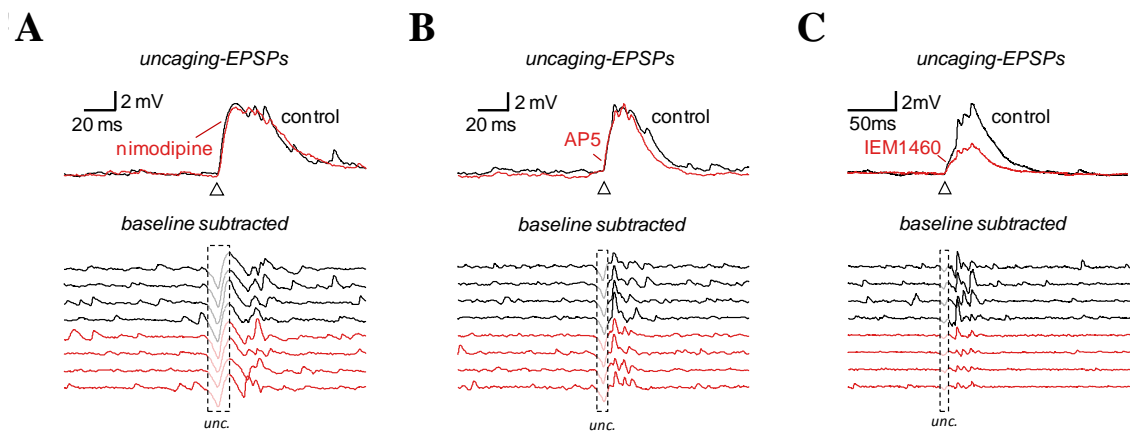 A
uncaging-EPSPs
2 mV
20 ms
control
nimodipine
baseline subtracted
unc.
B
uncaging-EPSPs
2 mV
20 ms
control
AP5
baseline subtracted
unc.
C
uncaging-EPSPs
2mV
50ms
control
IEM1460
baseline subtracted
unc.